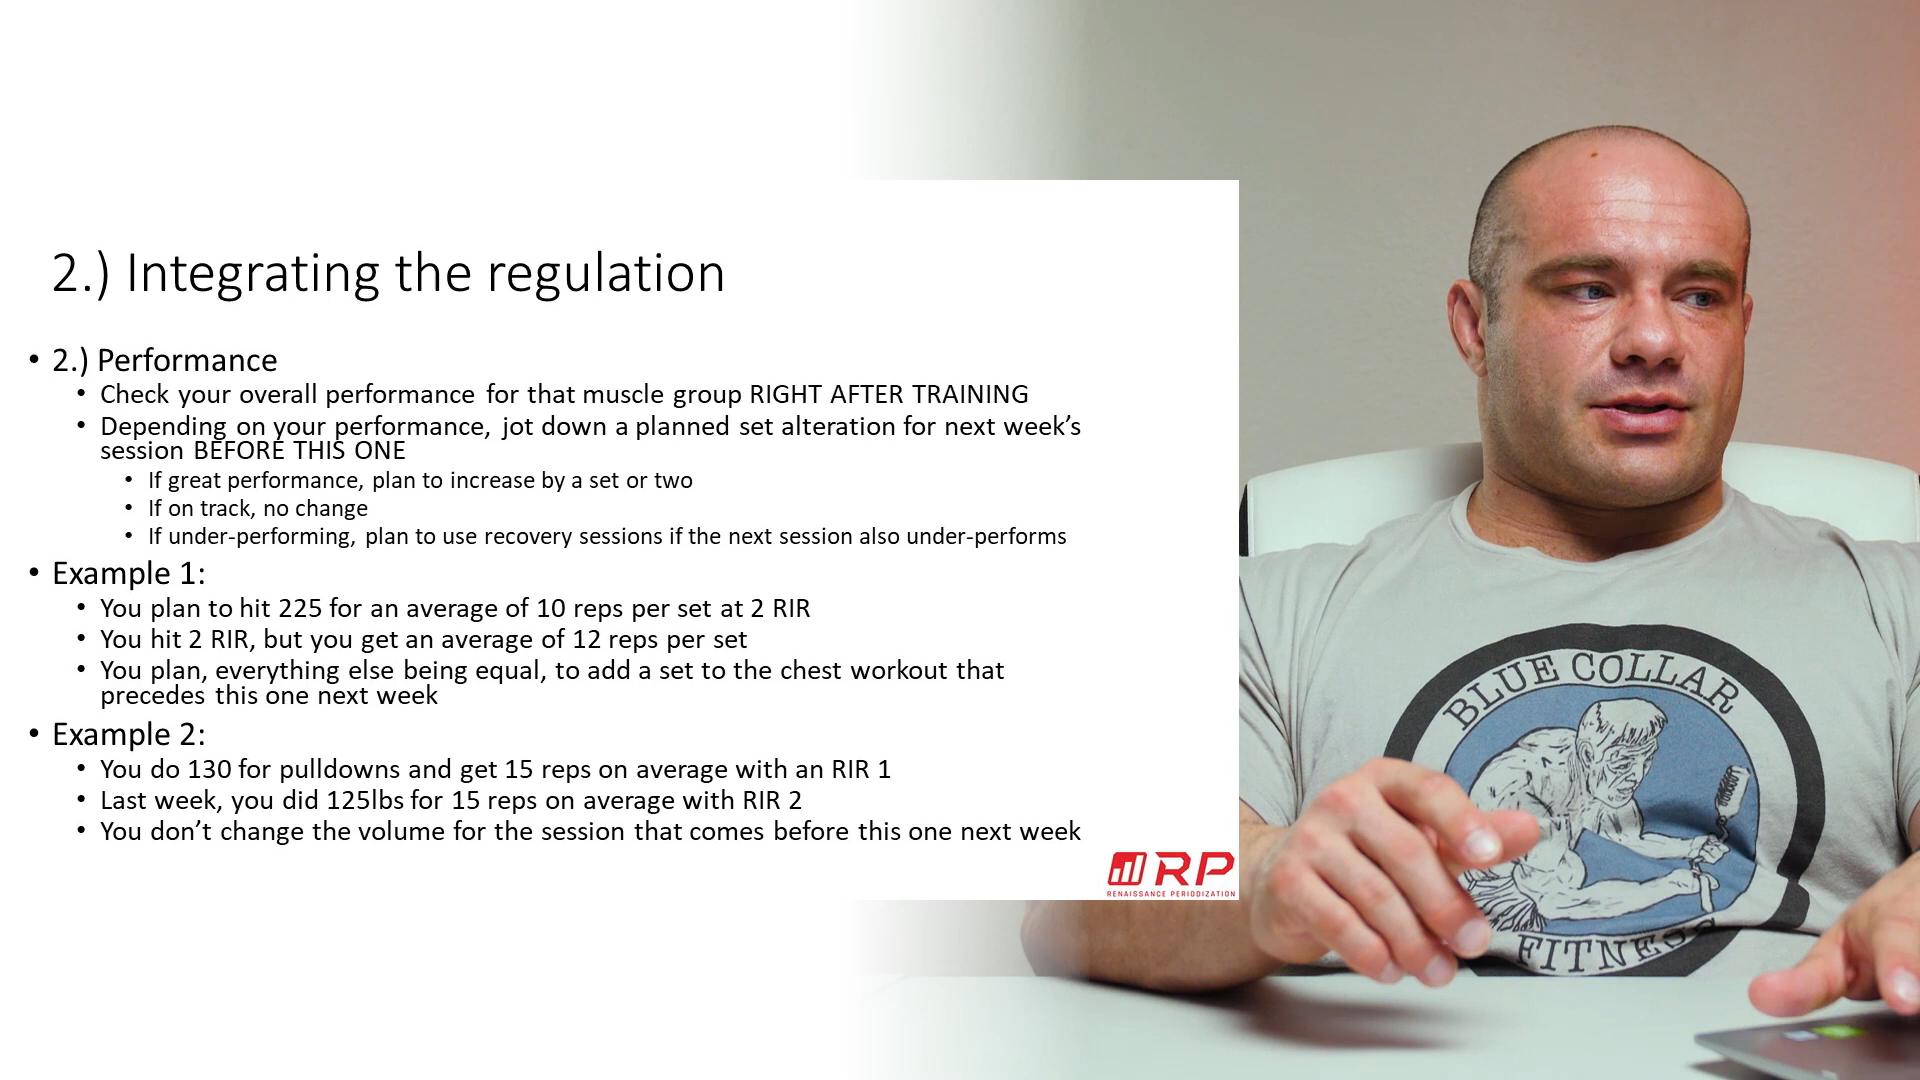 2.) Integrating the regulation
• 2.) Performance
• Check your overall performance for that muscle group RIGHT AFTER TRAINING
• Depending on your performance, jot down a planned set alteration for next week’s
session BEFORE THIS ONE
• If great performance, plan to increase by a set or two
• If on track, no change
• If under-performing, plan to use recovery sessions if the next session also under-performs
• Example 1:
• You plan to hit 225 for an average of 10 reps per set at 2 RIR
• You hit 2 RIR, but you get an average of 12 reps per set
• You plan, everything else being equal, to add a set to the chest workout that
precedes this one next week
• Example 2:
• You do 130 for pulldowns and get 15 reps on average with an RIR 1
• Last week, you did 125lbs for 15 reps on average with RIR 2
• You don’t change the volume for the session that comes before this one next week
RP
RENAISSANCE PERIODIZATION
BLUE COLLAR
FITNESS